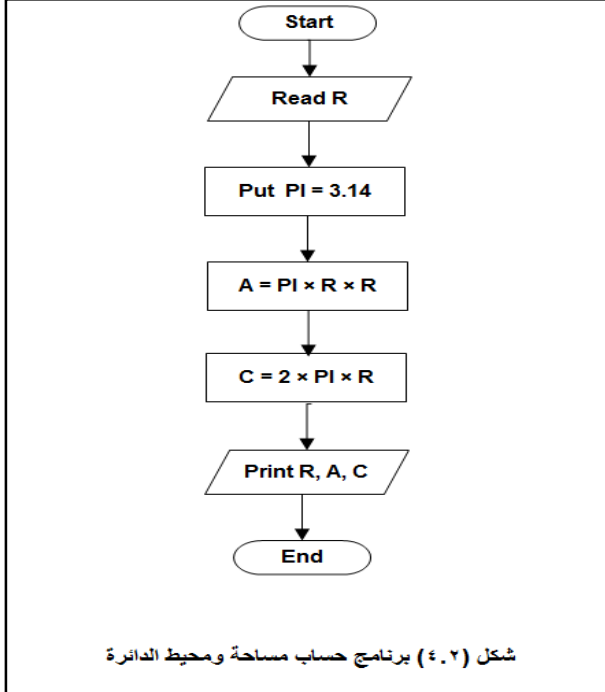 Start
Read R
Put PI = 3.14
A = PI × R × R
C = 2 × PI × R
Print R, A, C
End
شكل (٤.٢) برنامج حساب مساحة ومحيط الدائرة